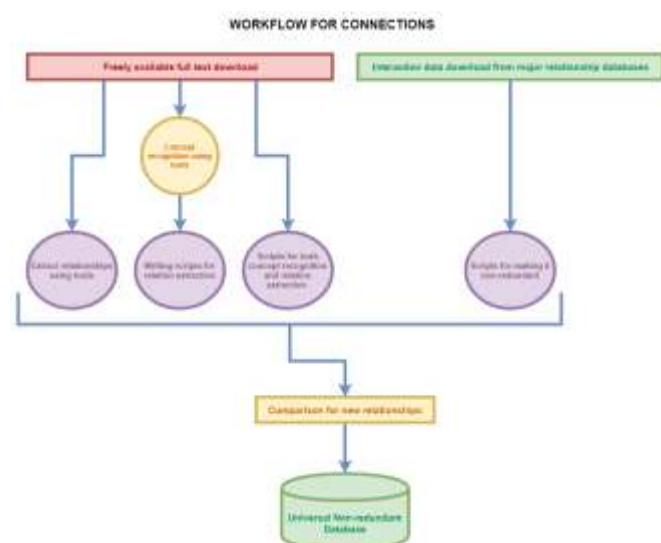 WORKFLOW FOR CONNECTIONS
Freely available full text download
Interaction data download from major relationship databases
Concept
recognition using
tools
Extract relationships
using tools
Writing scripts for
relation extraction
Scripts for both
concept recognition
and relation
extraction
Scripts for making it
non-redundant
Comparison for new relationships
Universal Non-redundant
Database